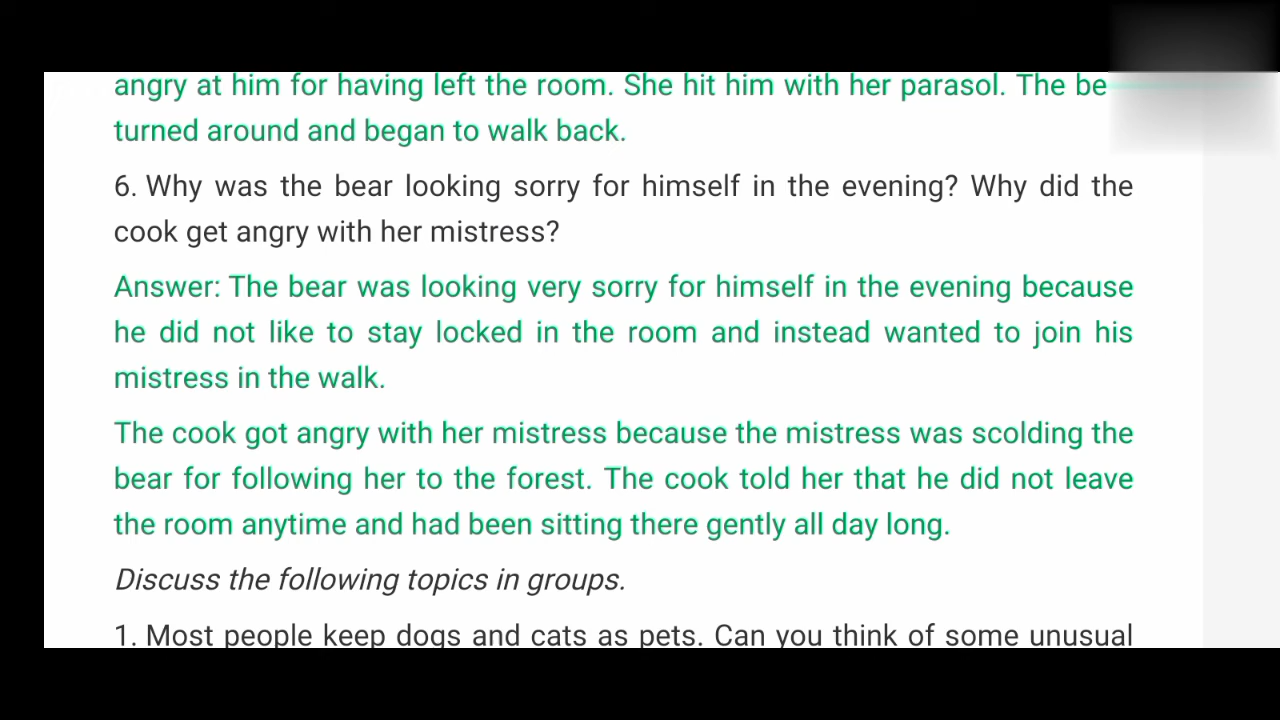 angry at him for having left the room. She hit him with her parasol. The be
turned around and began to walk back.
6. Why was the bear looking sorry for himself in the evening? Why did the
cook get angry with her mistress?
Answer: The bear was looking very sorry for himself in the evening because
he did not like to stay locked in the room and instead wanted to join his
mistress in the walk.
The cook got angry with her mistress because the mistress was scolding the
bear for following her to the forest. The cook told her that he did not leave
the room anytime and had been sitting there gently all day long.
Discuss the following topics in groups.
1. Most people keep dogs and cats as pets. Can you think of some unusual